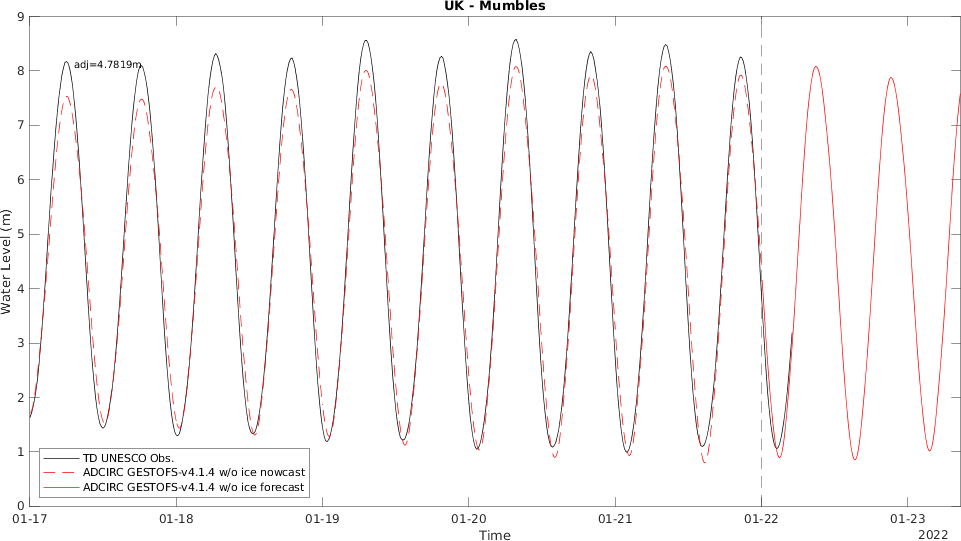 UK - Mumbles
9
8
7
6
5
4
3
2
1
0
Water Level (m)
adj=4.7819m
TD UNESCO Obs.
ADCIRC GESTOFS-v4.1.4 w/o ice nowcast
ADCIRC GESTOFS-v4.1.4 w/o ice forecast
01-17 01-18 01-19 01-20 01-21 01-22 01-23
Time
2022